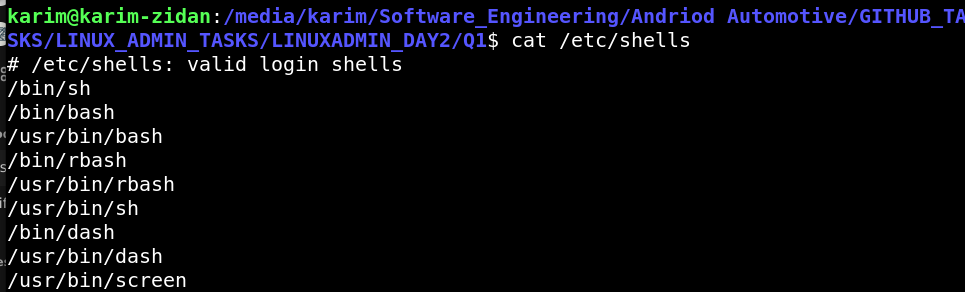 karim@karim-zidan:/media/karim/Software_Engineering/Andriod Automotive/GITHUB_TA
SKS/LINUX_ADMIN_TASKS/LINUXADMIN_DAY2/Q1$ cat /etc/shells
# /etc/shells: valid login shells
/bin/sh
/bin/bash
/usr/bin/bash
/bin/rbash
/usr/bin/rbash
/usr/bin/sh
/bin/dash
/usr/bin/dash
/usr/bin/screen